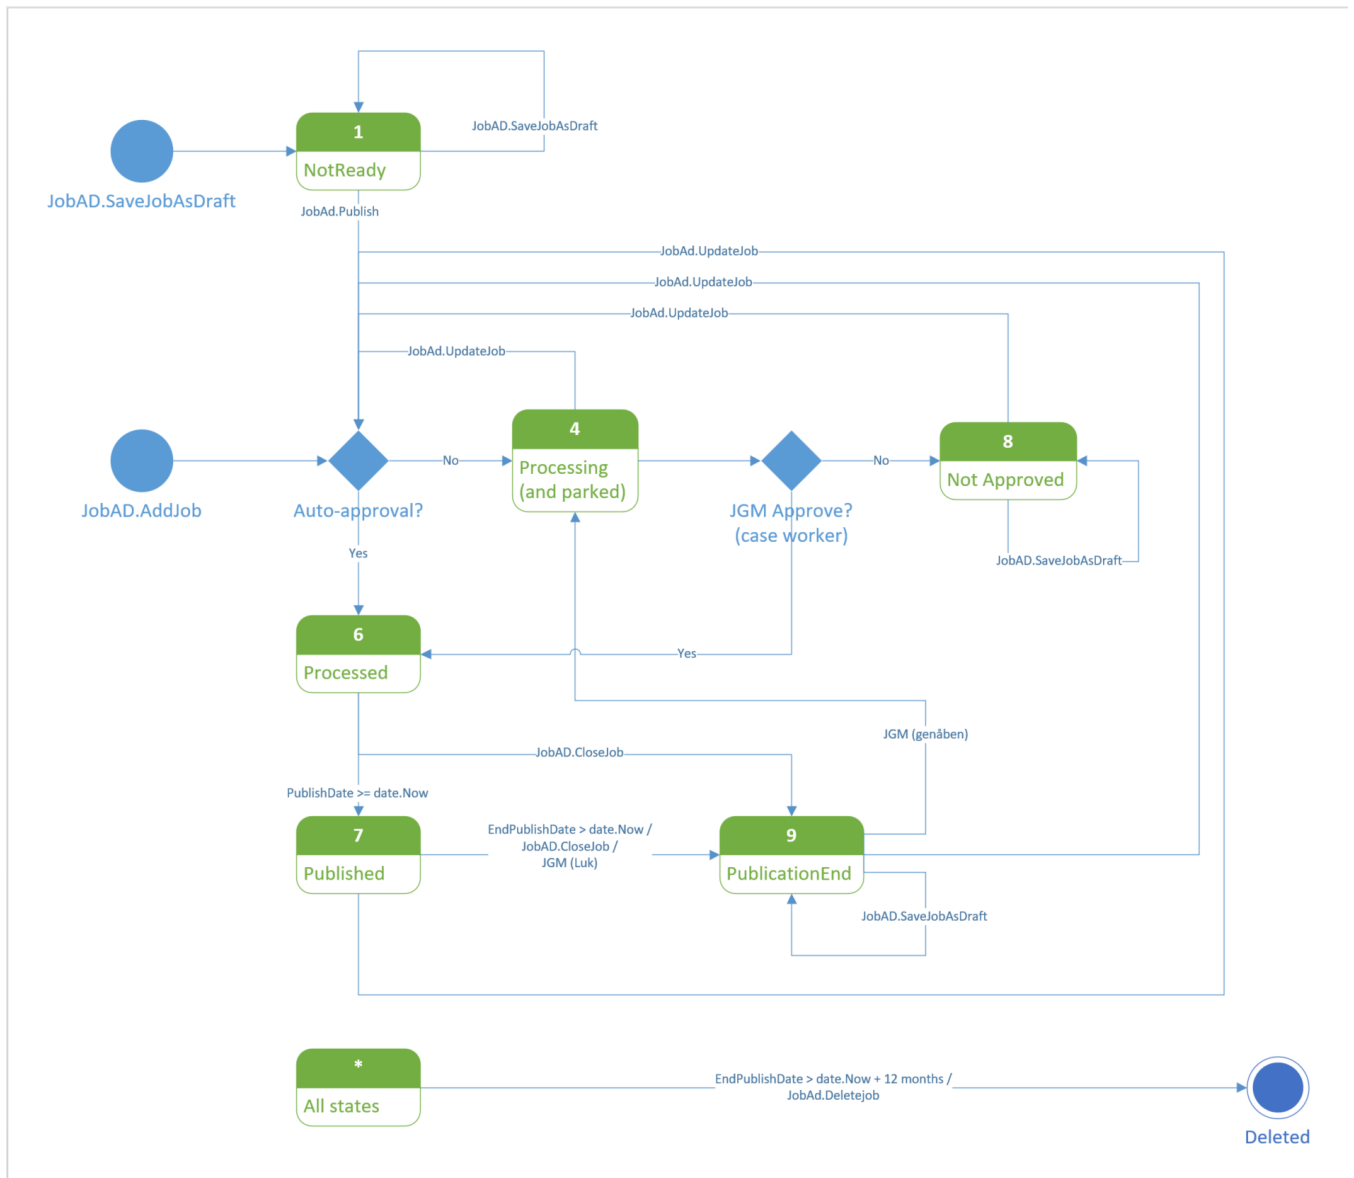 1
JobAD.SaveJobAsDraft
NotReady
JobAD.SaveJobAsDraft
JobAd.Publish
JobAd.UpdateJob
JobAd.UpdateJob
JobAd.UpdateJob
JobAd.UpdateJob
4
8
No
Processing
(and parked)
No
Not Approved
JobAD.AddJob
Auto-approval?
JGM Approve?
(case worker)
Yes
JobAD.SaveJobAsDraft
6
Yes
Processed
JGM (genåben)
JobAD.CloseJob
PublishDate >= date.Now
7
EndPublishDate > date.Now /
JobAD.CloseJob /
JGM (Luk)
9
Published
PublicationEnd
JobAD.SaveJobAsDraft
*
All states
EndPublishDate > date.Now + 12 months /
JobAd.Deletejob
Deleted